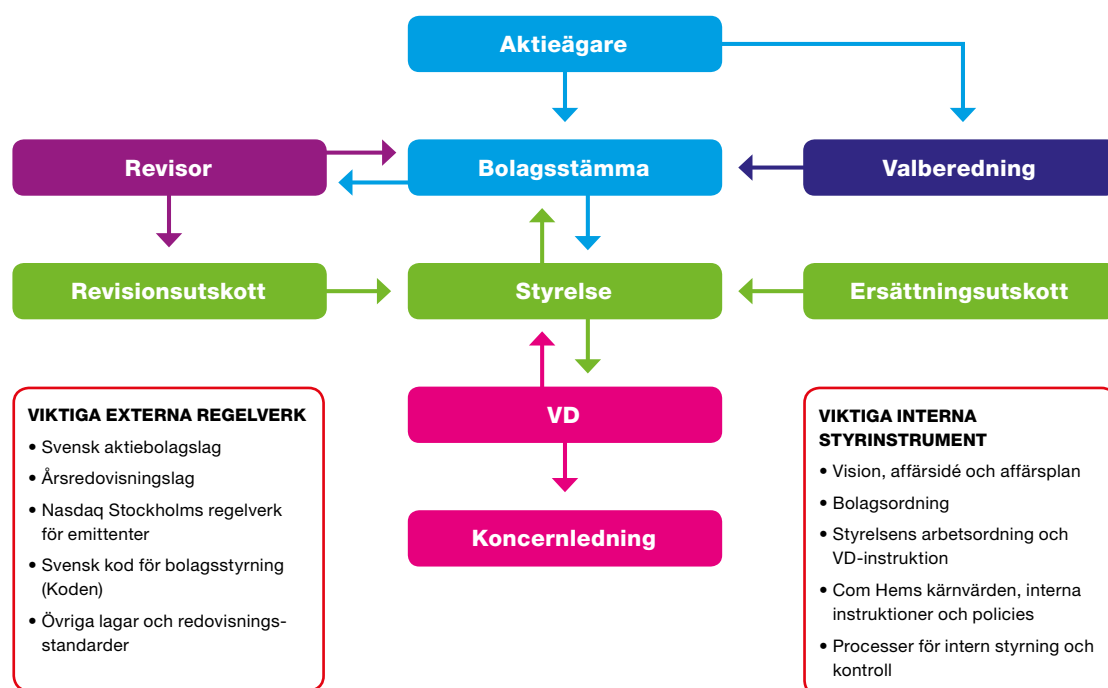 Aktieägare
Revisor
Bolagsstämma
Valberedning
Revisionsutskott
Styrelse
Ersättningsutskott
VIKTIGA EXTERNA REGELVERK
• Svensk aktiebolagslag
• Årsredovisningslag
• Nasdaq Stockholms regelverk
för emittenter
• Svensk kod för bolagsstyrning
(Koden)
• Övriga lagar och redovisnings-
standarder
VD
Koncernledning
VIKTIGA INTERNA
STYRINSTRUMENT
• Vision, affärsidé och affärsplan
• Bolagsordning
• Styrelsens arbetsordning och
VD-instruktion
• Com Hems kärnvärden, interna
instruktioner och policies
• Processer för intern styrning och
kontroll